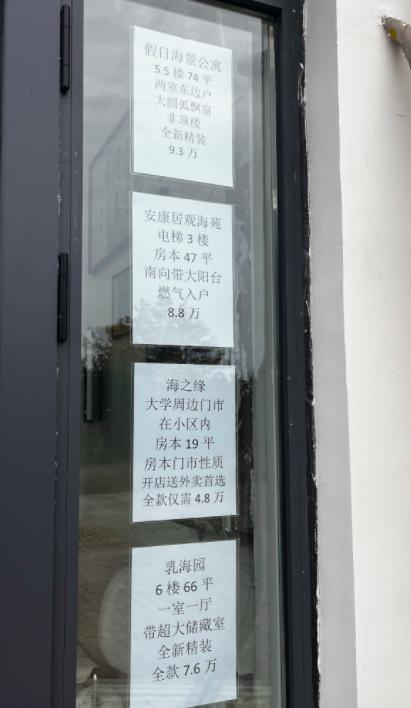 假日海景公寓
5.5 楼 74 平
两室东边户
大圆弧飘窗
非顶楼
全新精装
9.3 万
安康居观海苑
电梯 3 楼
房本 47 平
南向带大阳台
燃气入户
8.8 万
海之缘
大学周边门市
在小区内
房本 19 平
房本门市性质
开店送外卖首选
全款仅需 4.8 万
乳海园
6 楼 66 平
一室一厅
带超大储藏室
全新精装
全款 7.6 万